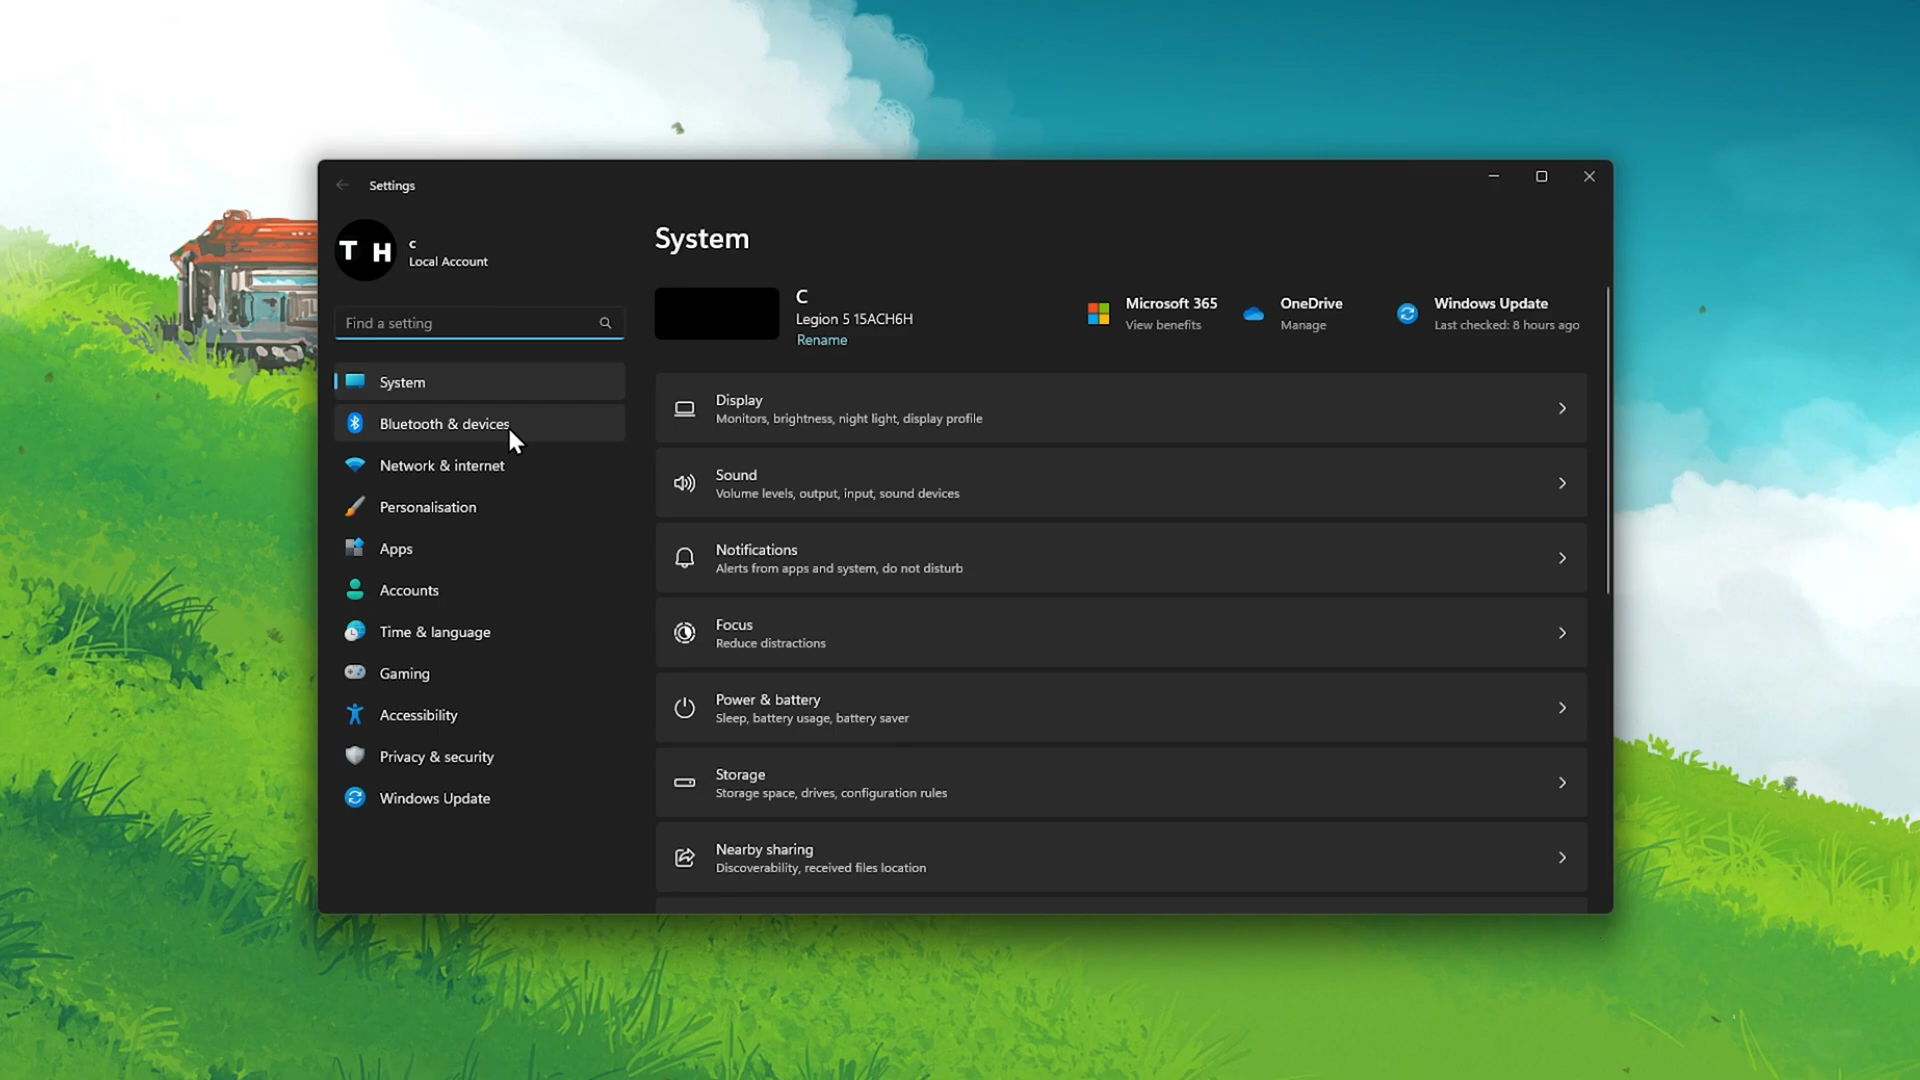 Settings
T H
c
Local Account
Find a setting
System
Bluetooth & devices
Network & internet
Personalisation
Apps
Accounts
Time & language
Gaming
Accessibility
Privacy & security
Windows Update
System
C
Legion 5 15ACH6H
Rename
Microsoft 365
View benefits
OneDrive
Manage
Windows Update
Last checked: 8 hours ago
Display
Monitors, brightness, night light, display profile
Sound
Volume levels, output, input, sound devices
Notifications
Alerts from apps and system, do not disturb
Focus
Reduce distractions
Power & battery
Sleep, battery usage, battery saver
Storage
Storage space, drives, configuration rules
Nearby sharing
Discoverability, received files location